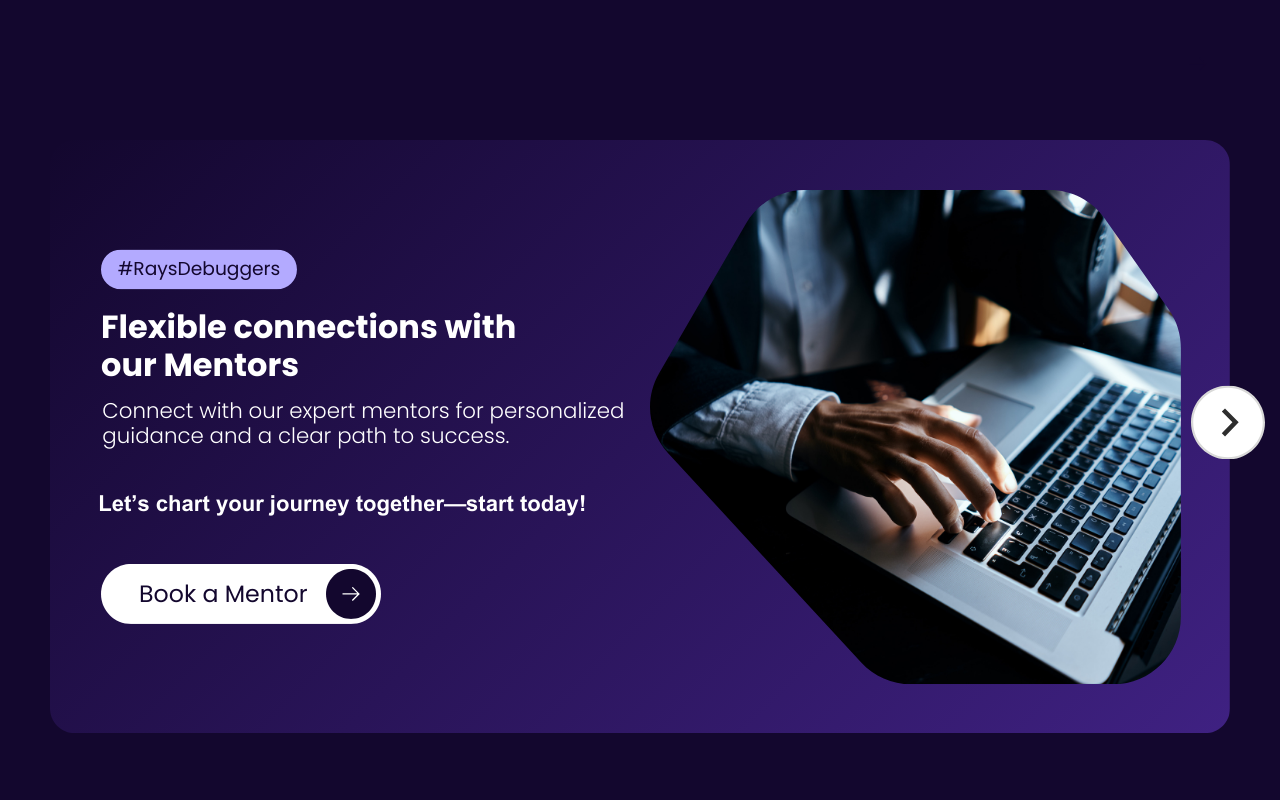 #RaysDebuggers
Flexible connections with
our Mentors
Connect with our expert mentors for personalized
guidance and a clear path to success.
Let’s chart your journey together—start today!
Book a Mentor